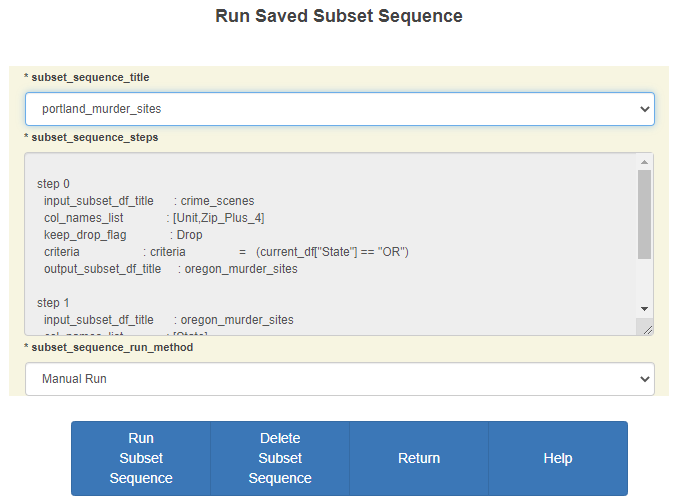 Run Saved Subset Sequence
* subset_sequence_title
portland_murder_sites
* subset_sequence_steps
step 0
input_subset_df_title : crime_scenes
col_names_list : [Unit,Zip_Plus_4]
keep_drop_flag : Drop
criteria : criteria = (current_df["State"] == "OR")
output_subset_df_title : oregon_murder_sites
step 1
input_subset_df_title : oregon_murder_sites
col_names_list : [State]
* subset_sequence_run_method
Manual Run
Run
Subset
Sequence
Delete
Subset
Sequence
Return
Help